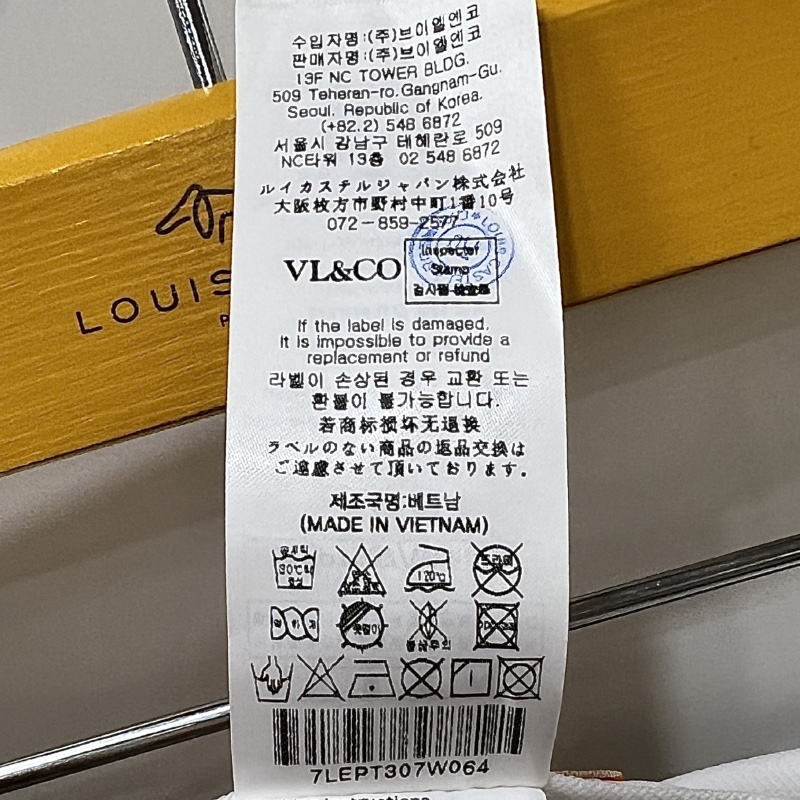 수입자명:(주)브이엘엔코
판매자명:(주)브이엘엔코
13F NC TOWER BLDG.
509 Teheran-ro.Gangnam-Gu.
Seoul, Republic of Korea.
(+82.2) 548 6872
서울시 강남구 테헤란로 509
NC타워 13층 02 548 6872
ルイカステルジャパン株式会社
大阪枚方市野村中町1番10号
072-859-2577
LOUIS
VL&CO
Inspector
Stamp
If the label is damaged,
it is impossible to provide a
replacement or refund
라벨이 손상된 경우 교환 또는
환불이 불가능합니다.
若商标损坏无退换
ラベルのない商品の返品交換は
ご遠慮させて頂いております。
제조국명:베트남
(MADE IN VIETNAM)
30℃
중성
120℃
드라이
7LEPT307W064